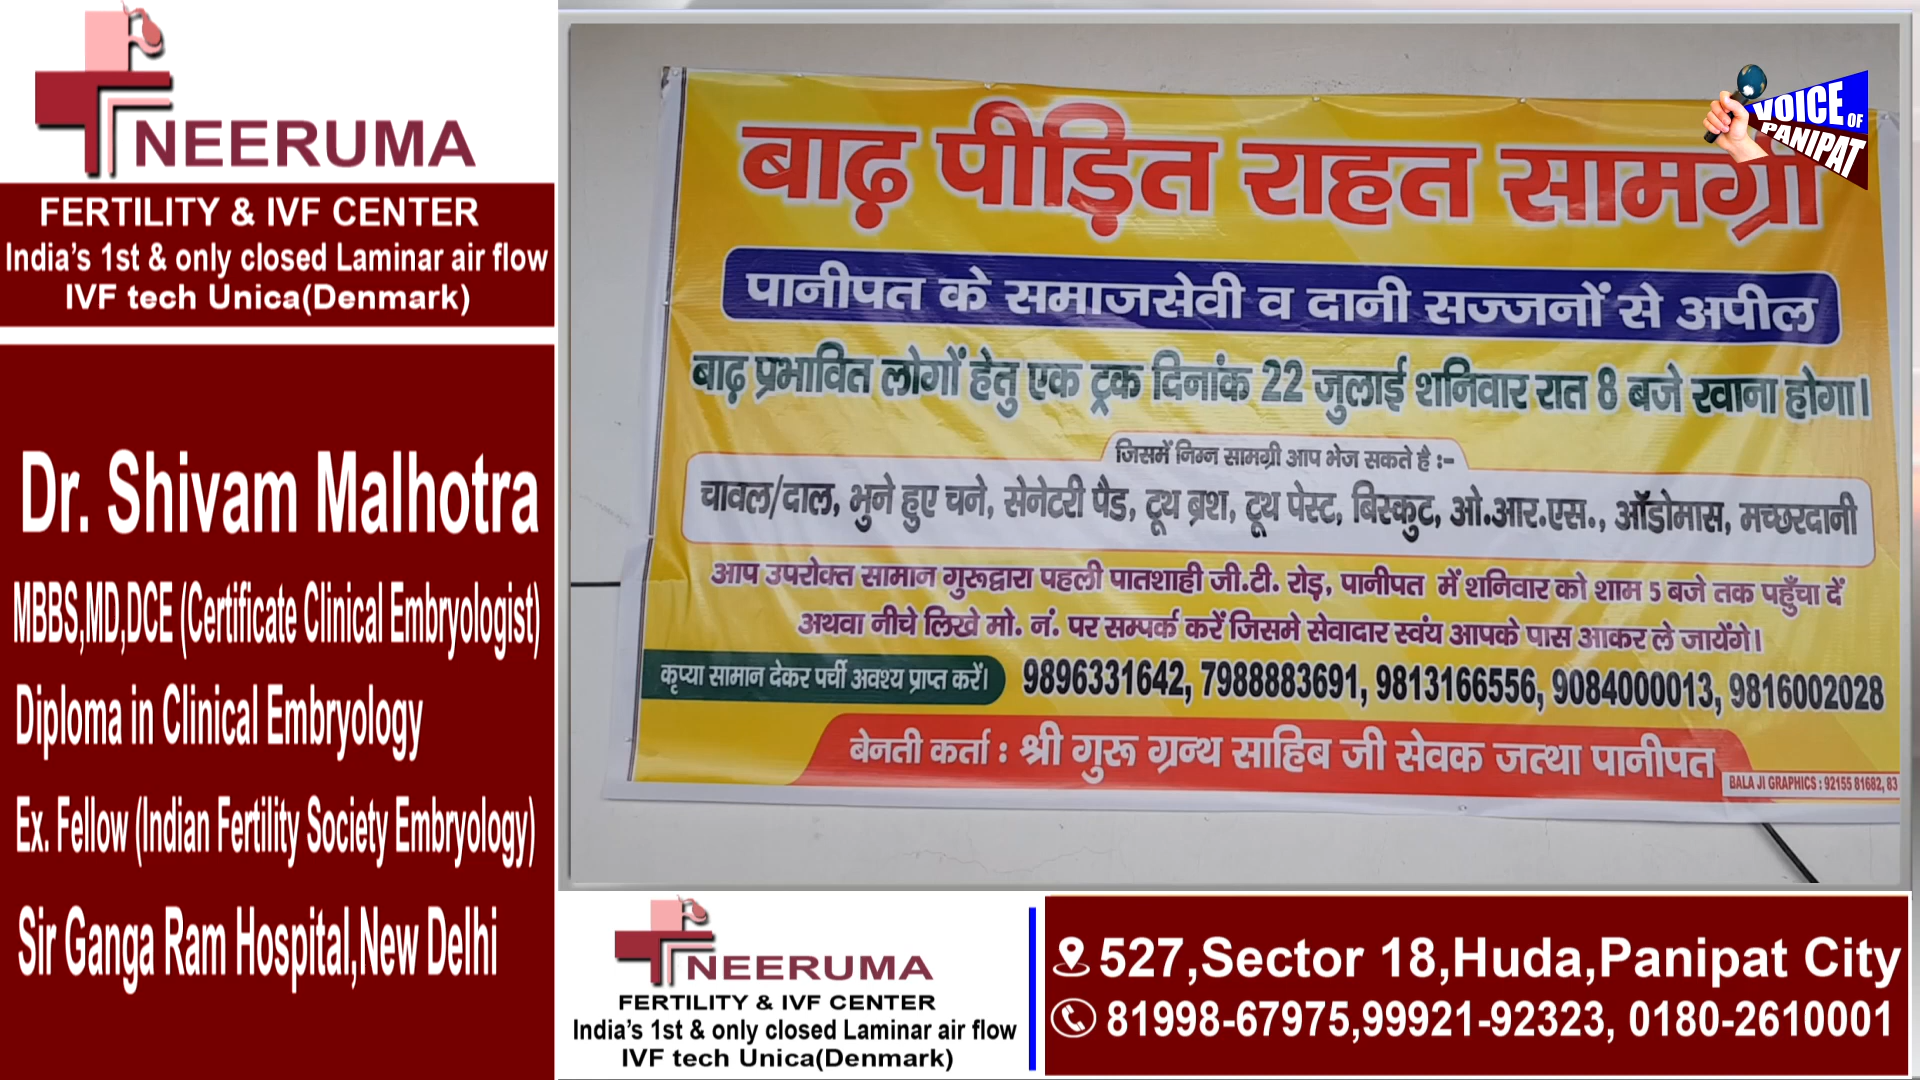 NEERUMA
FERTILITY & IVF CENTER
India's 1st & only closed Laminar air flow
IVF tech Unica(Denmark)
Dr. Shivam Malhotra
MBBS,MD,DCE (Certificate Clinical Embryologist)
Diploma in Clinical Embryology
Ex. Fellow (Indian Fertility Society Embryology)
Sir Ganga Ram Hospital,New Delhi
VOICE OF
PANIPAT
बाढ़ पीड़ित राहत सामग्री
पानीपत के समाजसेवी व दानी सज्जनों से अपील
बाढ़ प्रभावित लोगों हेतु एक ट्रक दिनांक 22 जुलाई शनिवार रात 8 बजे रवाना होगा।
जिसमें निम्न सामग्री आप भेज सकते है :-
चावल/दाल, भुने हुए चने, सेनेटरी पैड, टूथ ब्रश, टूथ पेस्ट, बिस्कुट, ओ.आर.एस., ऑडोमास, मच्छरदानी
आप उपरोक्त सामान गुरूद्वारा पहली पातशाही जी.टी. रोड़, पानीपत में शनिवार को शाम 5 बजे तक पहुँचा दें
अथवा नीचे लिखे मो. नं. पर सम्पर्क करें जिसमे सेवादार स्वंय आपके पास आकर ले जायेंगे।
कृप्या सामान देकर पर्ची अवश्य प्राप्त करें। 9896331642, 7988883691, 9813166556, 9084000013, 9816002028
बेनती कर्ता : श्री गुरू ग्रन्थ साहिब जी सेवक जत्था पानीपत
BALA JI GRAPHICS : 92155 81682, 83
NEERUMA
FERTILITY & IVF CENTER
India's 1st & only closed Laminar air flow
IVF tech Unica(Denmark)
527,Sector 18,Huda,Panipat City
81998-67975,99921-92323, 0180-2610001